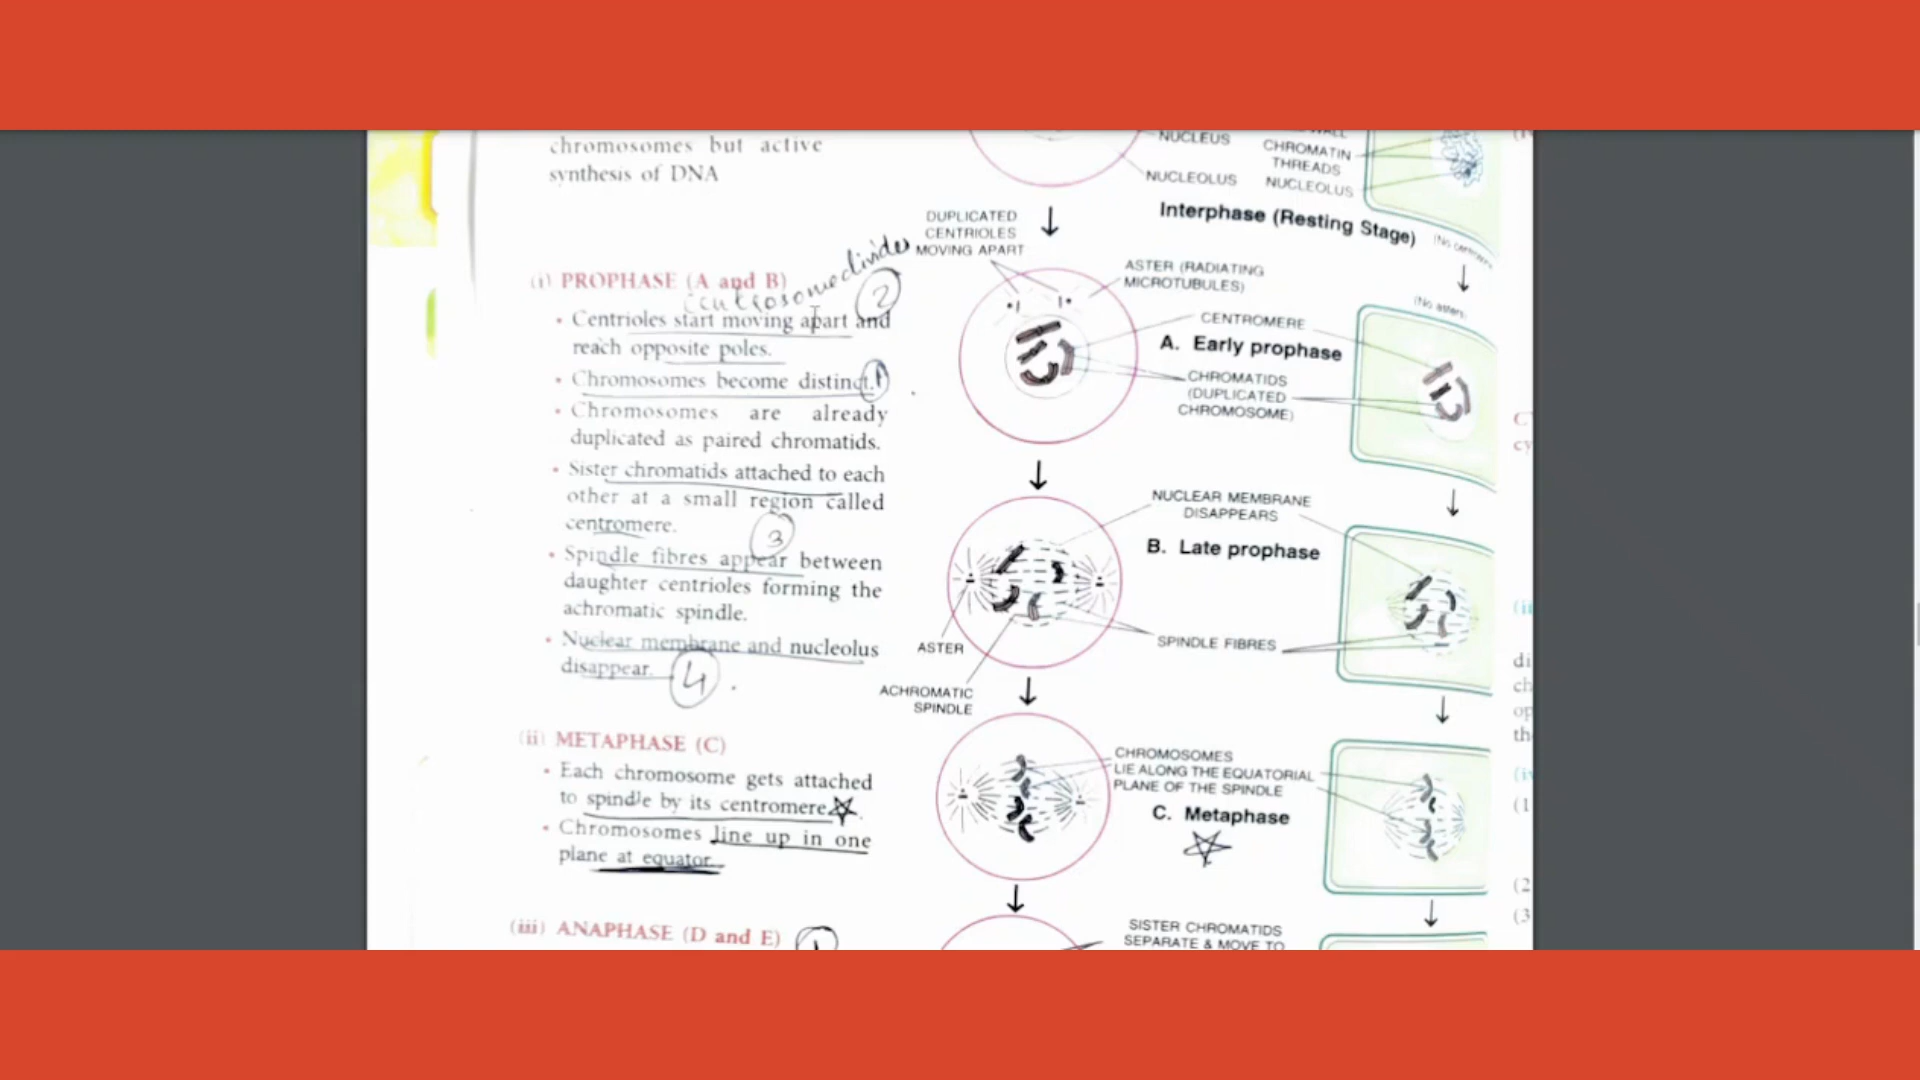 chromosomes but active
synthesis of DNA
NUCLEUS
NUCLEOLUS
CHROMATIN
THREADS
NUCLEOLUS
Interphase (Resting Stage)
DUPLICATED
CENTRIOLES
MOVING APART
(i) PROPHASE (A and B)
centrosome divides
2
• Centrioles start moving apart and
reach opposite poles.
• Chromosomes become distinct. 1
• Chromosomes are already
duplicated as paired chromatids.
• Sister chromatids attached to each
other at a small region called
centromere.
3
• Spindle fibres appear between
daughter centrioles forming the
achromatic spindle.
• Nuclear membrane and nucleolus
disappear. 4
ASTER (RADIATING
MICROTUBULES)
(No asters)
CENTROMERE
A. Early prophase
CHROMATIDS
(DUPLICATED
CHROMOSOME)
NUCLEAR MEMBRANE
DISAPPEARS
B. Late prophase
SPINDLE FIBRES
ASTER
ACHROMATIC
SPINDLE
(ii) METAPHASE (C)
• Each chromosome gets attached
to spindle by its centromere
• Chromosomes line up in one
plane at equator.
CHROMOSOMES
LIE ALONG THE EQUATORIAL
PLANE OF THE SPINDLE
C. Metaphase
(iii) ANAPHASE (D and E)
SISTER CHROMATIDS
SEPARATE & MOVE TO